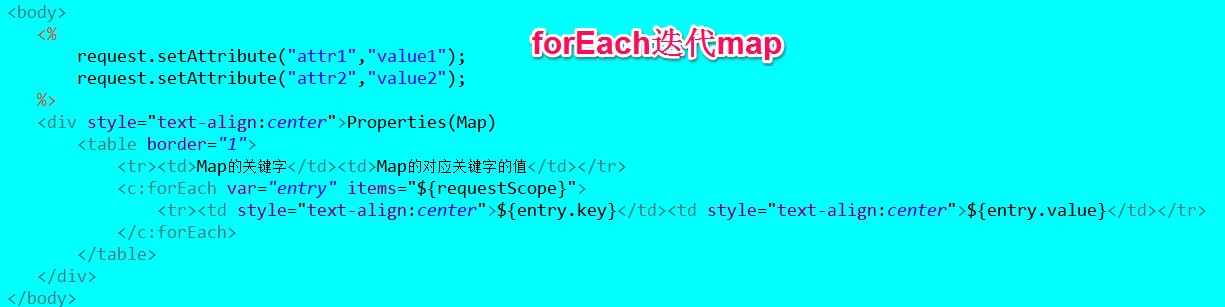 <body>
<%
forEach迭代map
request.setAttribute("attr1","value1");
request.setAttribute("attr2","value2");
%>
<div style="text-align:center">Properties(Map)
<table border="1">
<tr><td>Map的关键字</td><td>Map的对应关键字的值</td></tr>
<c:forEach var="entry" items="${requestScope}">
<tr><td style="text-align:center">${entry.key}</td><td style="text-align:center">${entry.value}</td></tr>
</c:forEach>
</table>
</div>
</body>